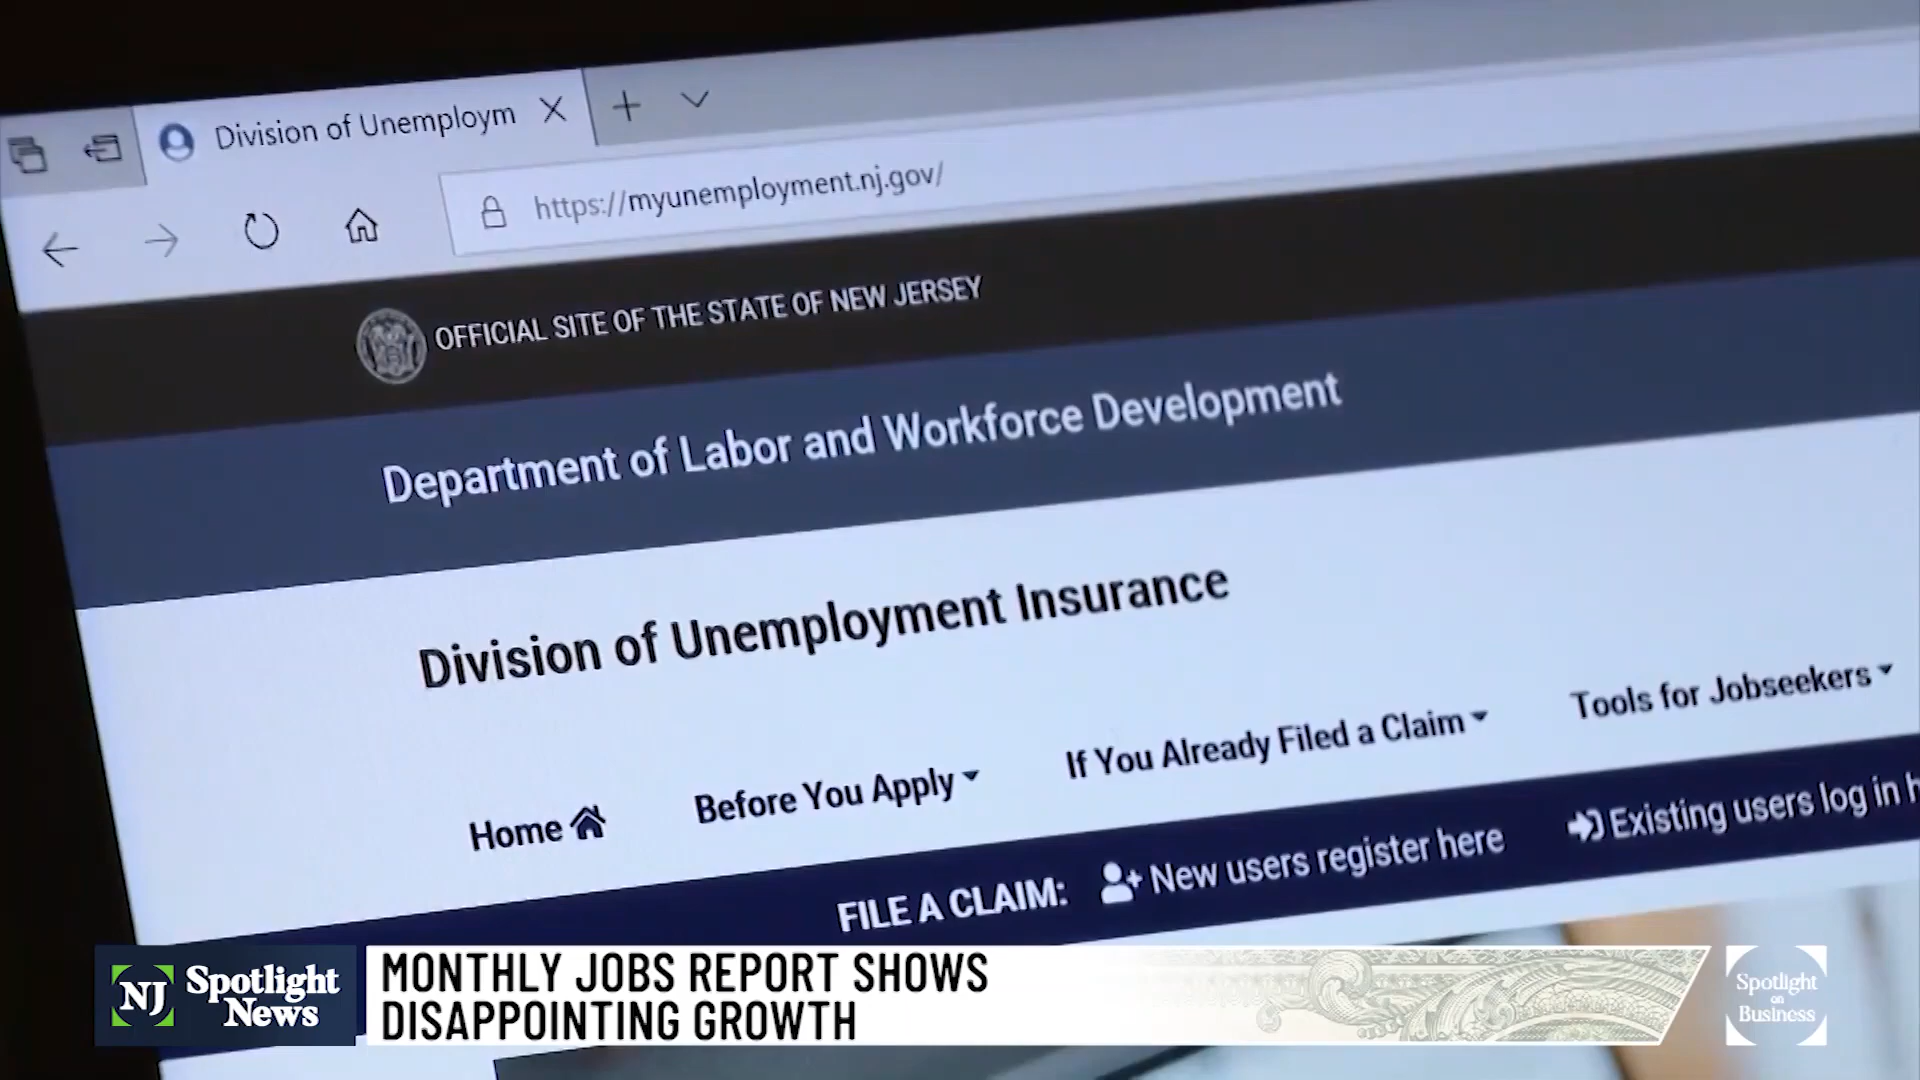 Division of Unemploym
https://myunemployment.nj.gov/
OFFICIAL SITE OF THE STATE OF NEW JERSEY
Department of Labor and Workforce Development
Division of Unemployment Insurance
Home
Before You Apply
If You Already Filed a Claim
Tools for Jobseekers
FILE A CLAIM:
New users register here
Existing users log in h
NJ Spotlight
News
MONTHLY JOBS REPORT SHOWS
DISAPPOINTING GROWTH
Spotlight
on
Business